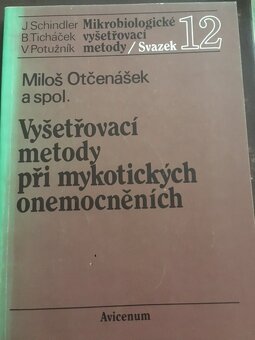 J Schindler
B. Ticháček
V Potužník
Mikrobiologické
vyšetřovací
metody / Svazek 12
Miloš Otčenášek
a spol.
Vyšetřovací
metody
při mykotických
onemocněních
Avicenum